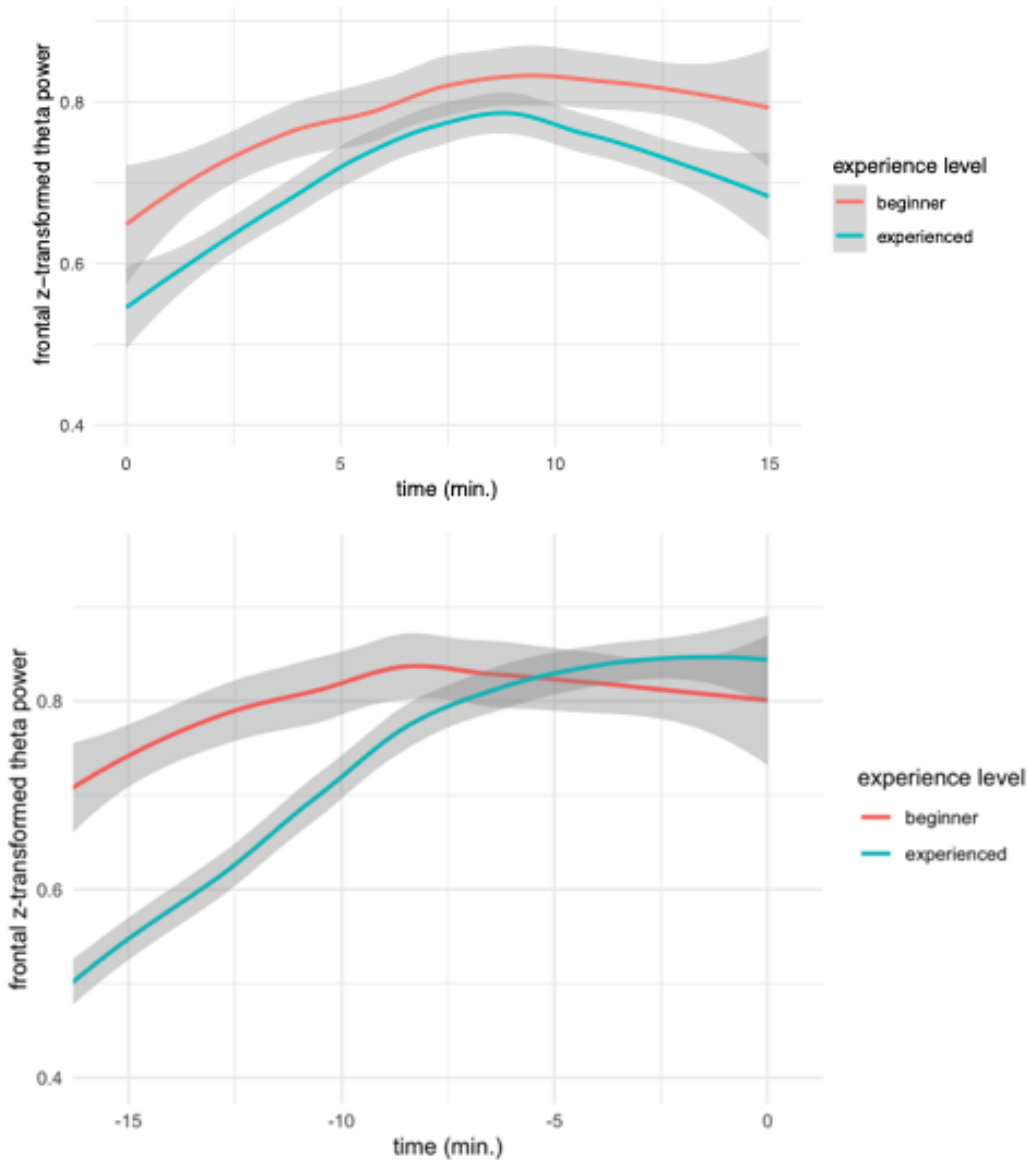 frontal z-transformed theta power
0.8
0.6
0.4
0 5 10 15
time (min.)
experience level
beginner
experienced
frontal z-transformed theta power
0.8
0.6
0.4
-15 -10 -5 0
time (min.)
experience level
beginner
experienced